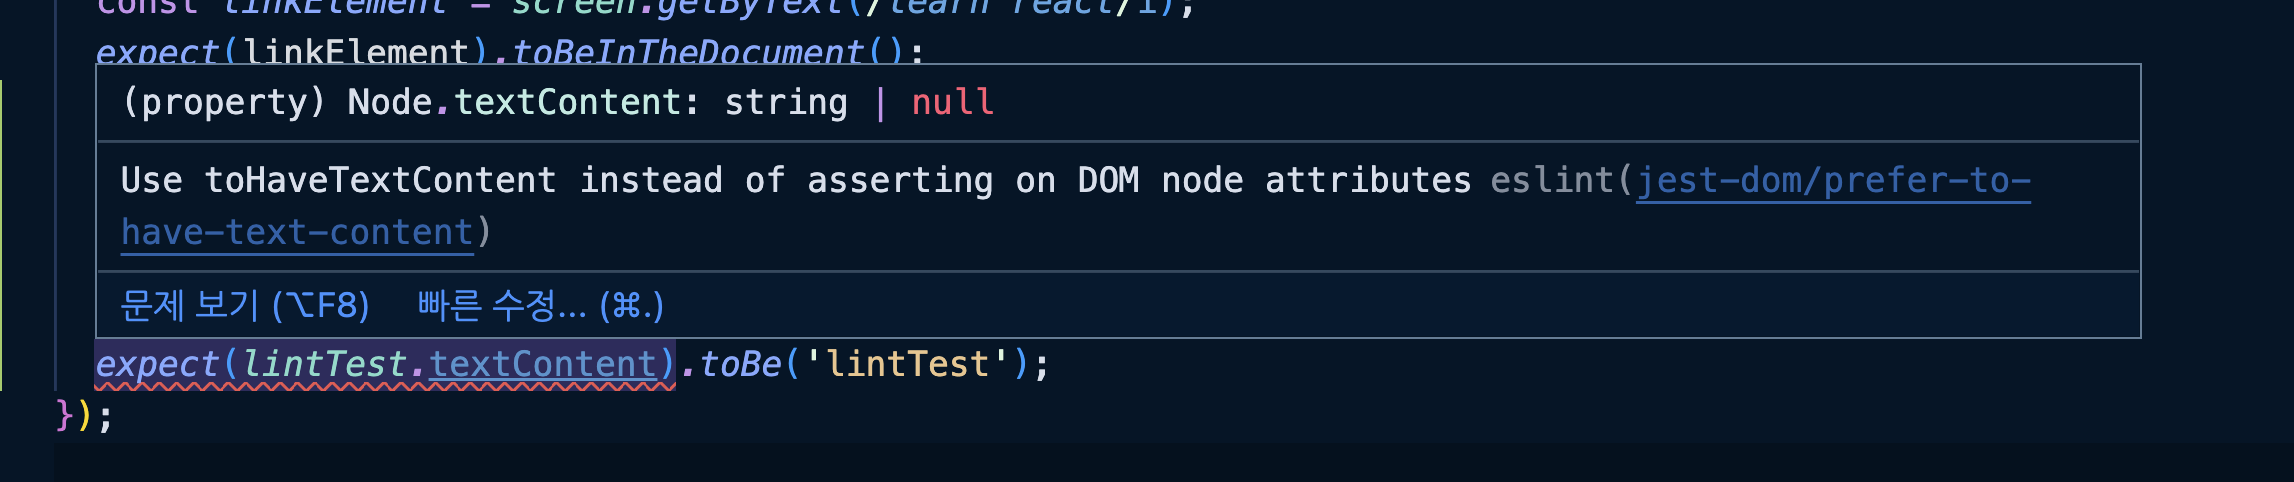 const linkElement = screen.getByText(/learn react/i);
expect(linkElement).toBeInTheDocument();
(property) Node.textContent: string | null
Use toHaveTextContent instead of asserting on DOM node attributes eslint(jest-dom/prefer-to-
have-text-content)
문제 보기 (⌥F8) 빠른 수정... (⌘.)
expect(lintTest.textContent).toBe('lintTest');
});